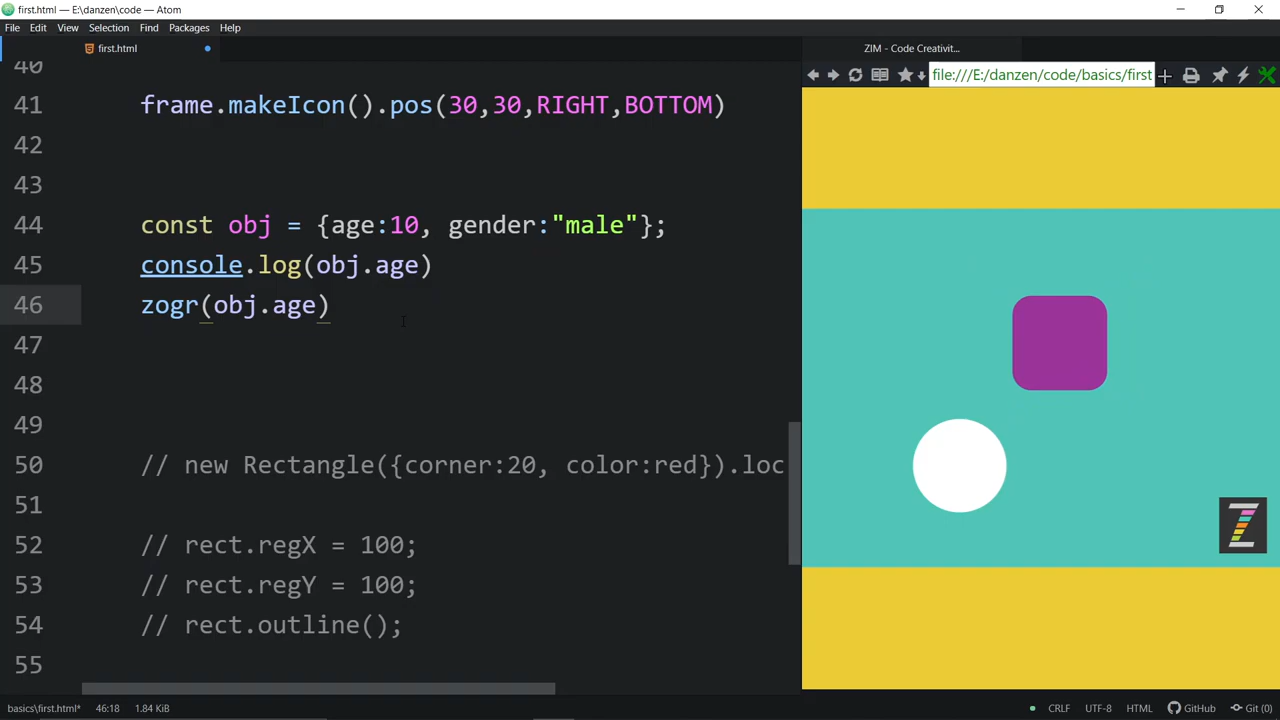 first.html — E:\danzen\code — Atom
File Edit View Selection Find Packages Help
first.html
ZIM - Code Creativit...
file:///E:/danzen/code/basics/first
40
41 frame.makeIcon().pos(30,30,RIGHT,BOTTOM)
42
43
44 const obj = {age:10, gender:"male"};
45 console.log(obj.age)
46 zogr(obj.age)
47
48
49
50 // new Rectangle({corner:20, color:red}).loc
51
52 // rect.regX = 100;
53 // rect.regY = 100;
54 // rect.outline();
55
basics\first.html* 46:18 1.84 KiB CRLF UTF-8 HTML GitHub Git (0)